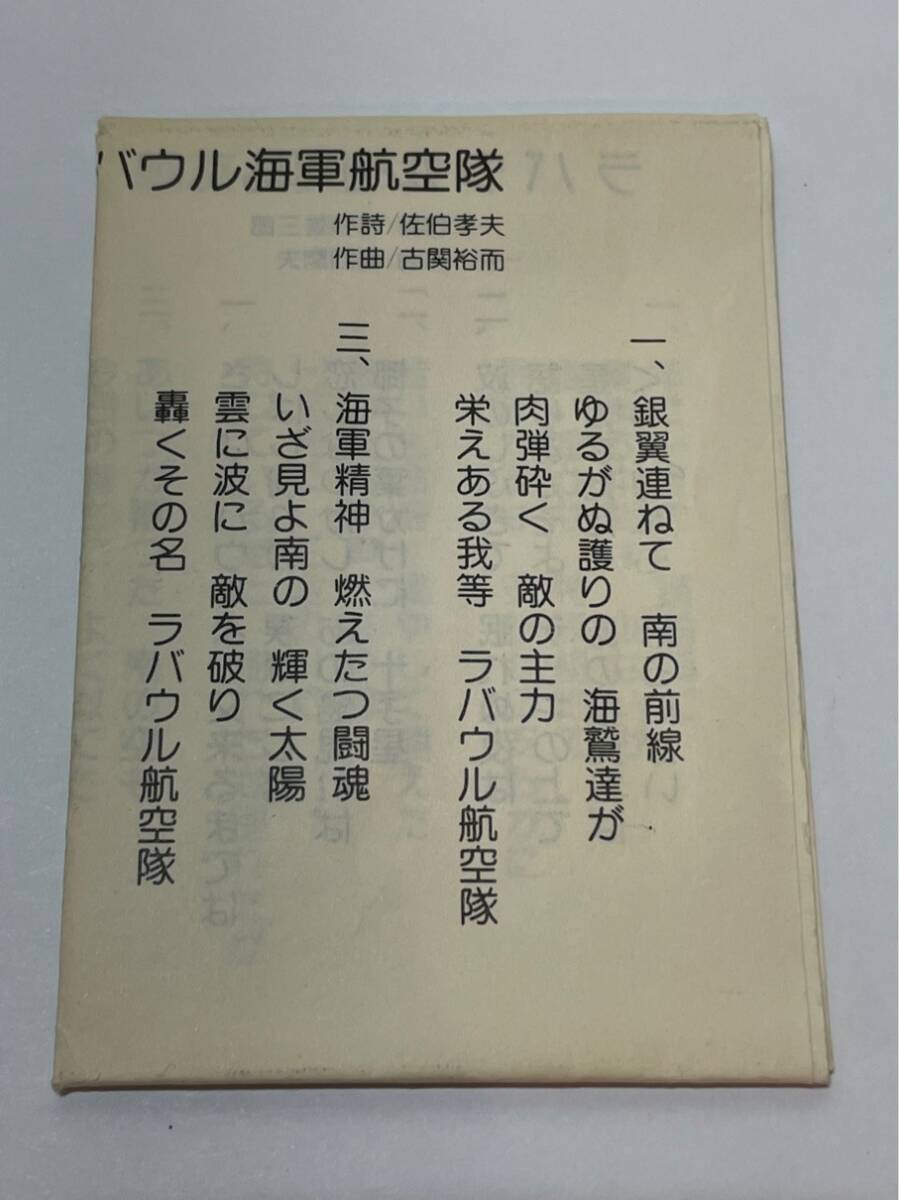 バウル海軍航空隊
作詩/佐伯孝夫
作曲/古関裕而
一、銀翼連ねて 南の前線
ゆるがぬ護りの 海鷲達が
肉弾砕く 敵の主力
栄えある我等 ラバウル航空隊
三、海軍精神 燃えたつ闘魂
いざ見よ南の 輝く太陽
雲に波に 敵を破り
轟くその名 ラバウル航空隊